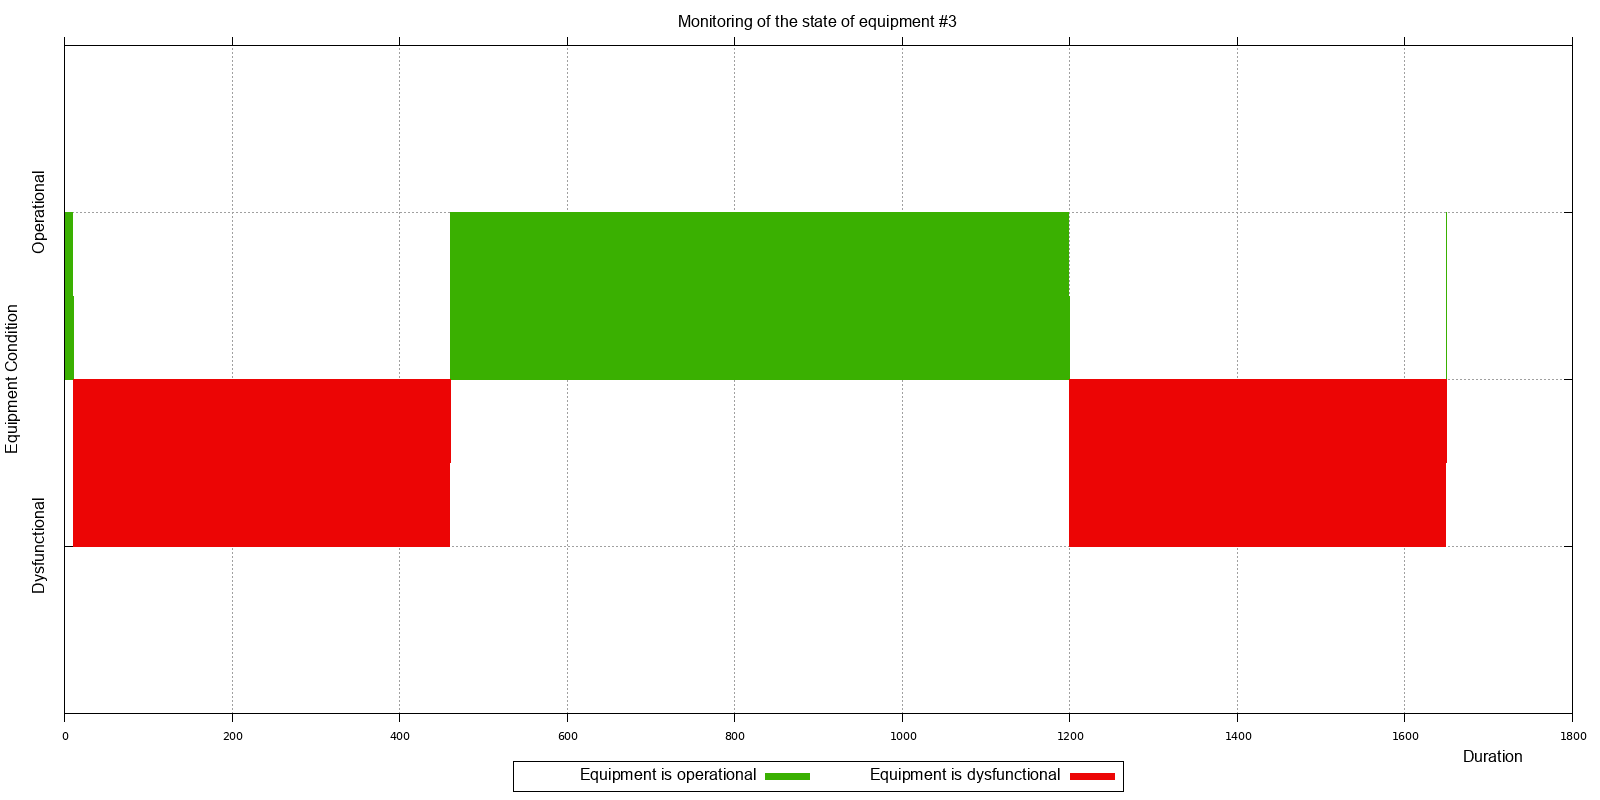 Monitoring of the state of equipment #3
Operational
Equipment Condition
Dysfunctional
0 200 400 600 800 1000 1200 1400 1600 1800
Duration
Equipment is operational Equipment is dysfunctional